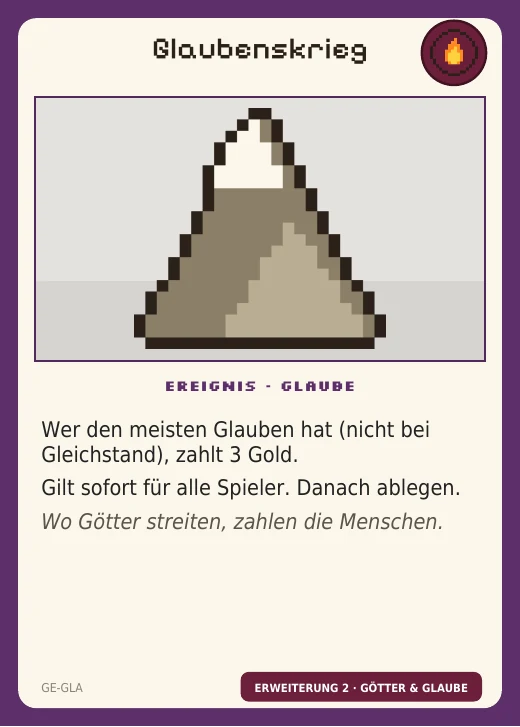 Glaubenskrieg
EREIGNIS · GLAUBE
Wer den meisten Glauben hat (nicht bei
Gleichstand), zahlt 3 Gold.
Gilt sofort für alle Spieler. Danach ablegen.
Wo Götter streiten, zahlen die Menschen.
GE-GLA
ERWEITERUNG 2 · GÖTTER & GLAUBE